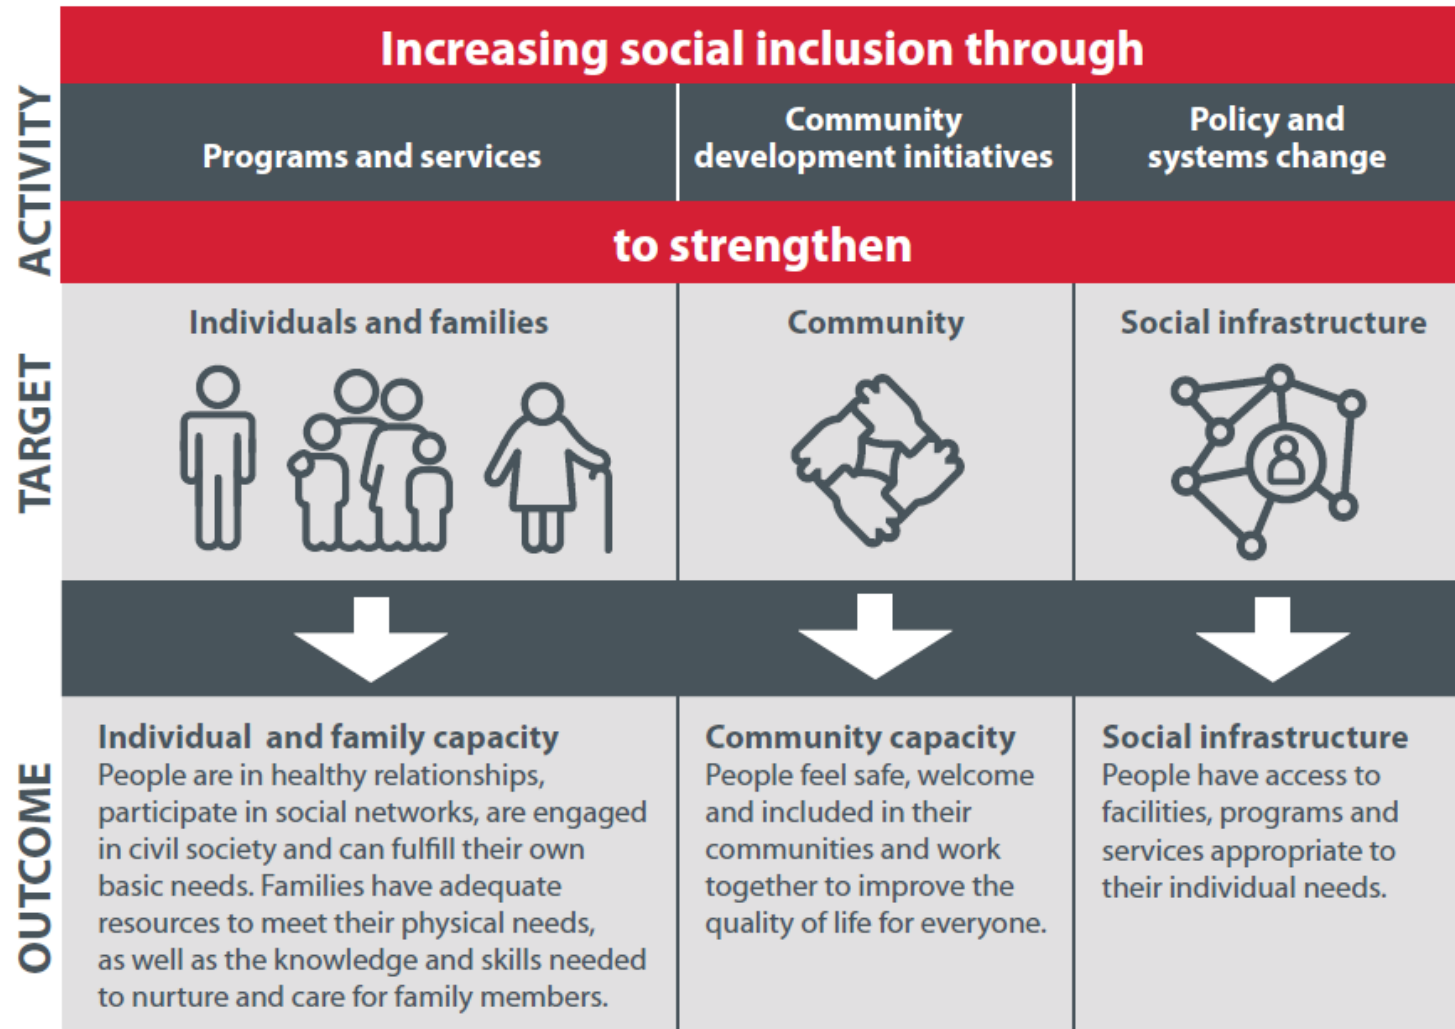 Increasing social inclusion through
ACTIVITY
Programs and services
Community
development initiatives
Policy and
systems change
to strengthen
TARGET
Individuals and families
Community
Social infrastructure
OUTCOME
Individual and family capacity
People are in healthy relationships,
participate in social networks, are engaged
in civil society and can fulfill their own
basic needs. Families have adequate
resources to meet their physical needs,
as well as the knowledge and skills needed
to nurture and care for family members.
Community capacity
People feel safe, welcome
and included in their
communities and work
together to improve the
quality of life for everyone.
Social infrastructure
People have access to
facilities, programs and
services appropriate to
their individual needs.